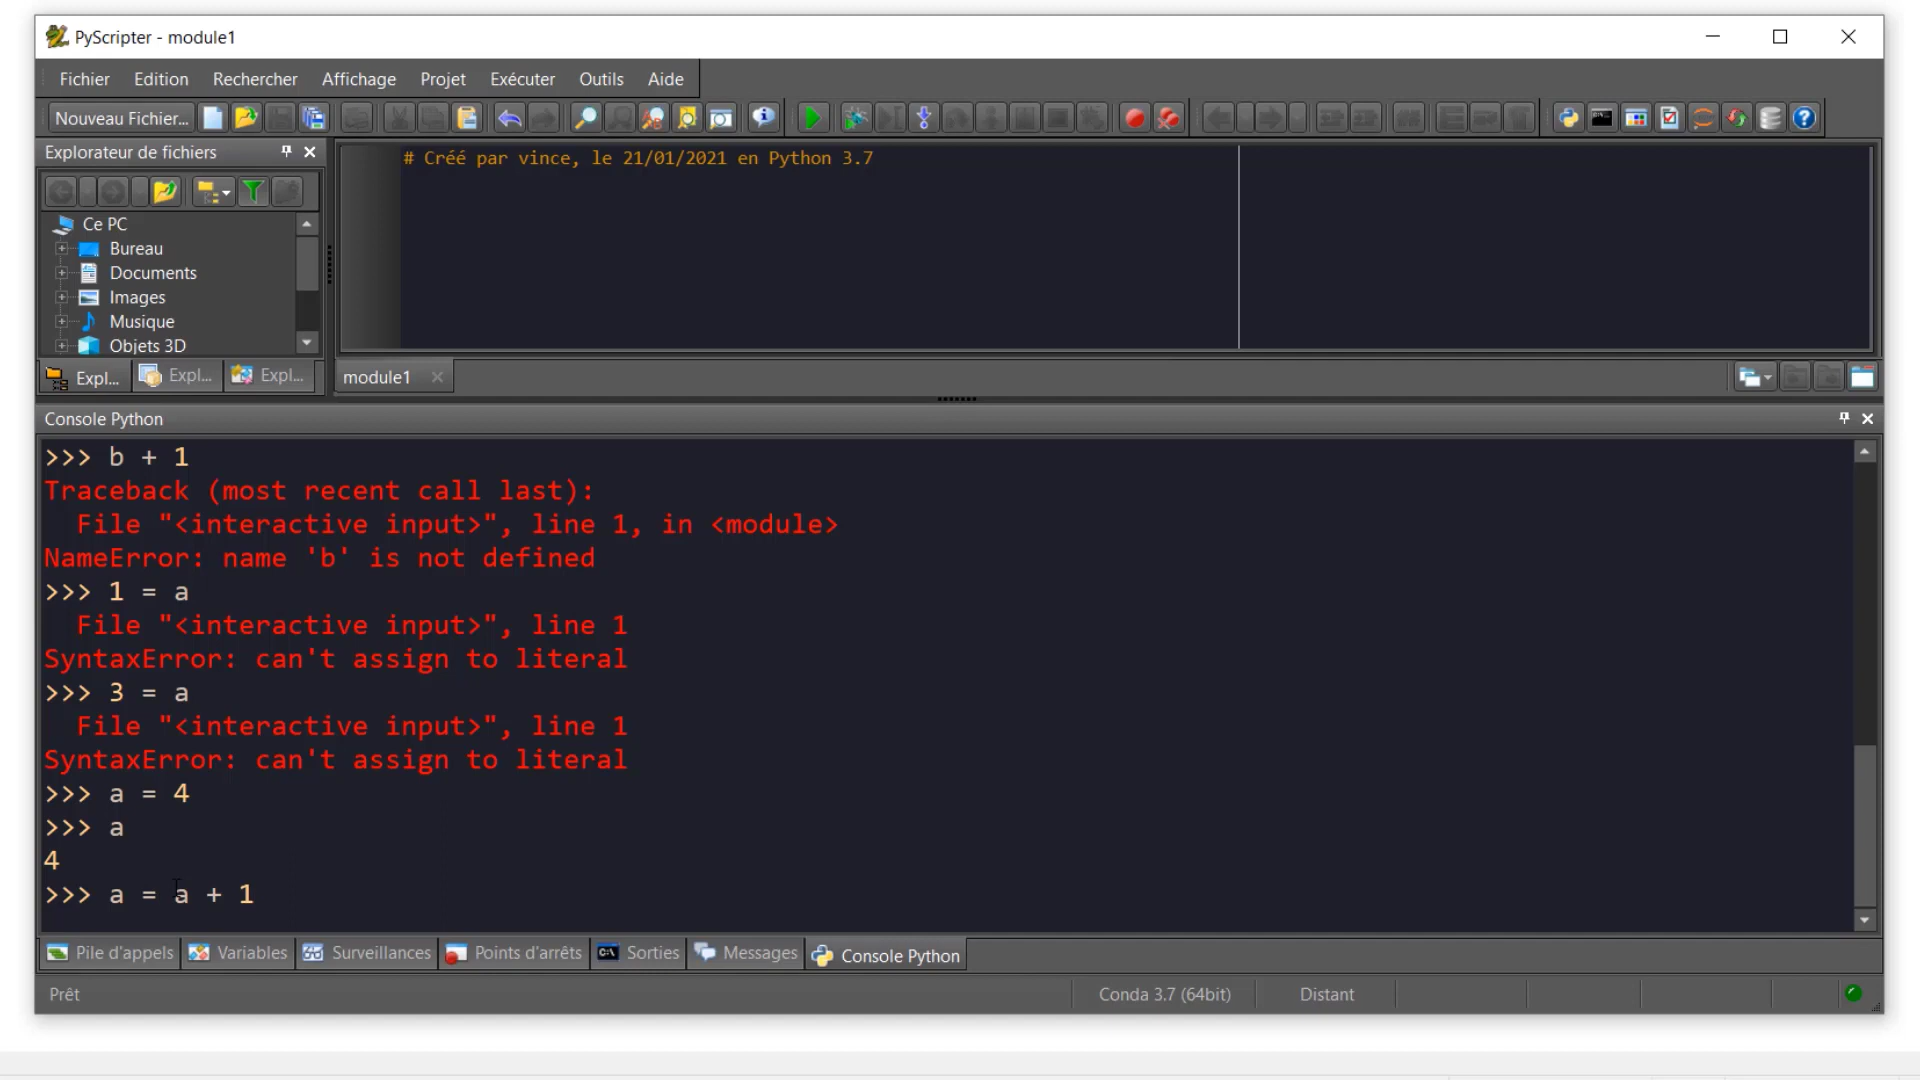 PyScripter - module1
Fichier Edition Rechercher Affichage Projet Exécuter Outils Aide
Nouveau Fichier...
Explorateur de fichiers
Ce PC
Bureau
Documents
Images
Musique
Objets 3D
Expl... Expl... Expl...
# Créé par vince, le 21/01/2021 en Python 3.7
module1
Console Python
>>> b + 1
Traceback (most recent call last):
  File "<interactive input>", line 1, in <module>
NameError: name 'b' is not defined
>>> 1 = a
  File "<interactive input>", line 1
SyntaxError: can't assign to literal
>>> 3 = a
  File "<interactive input>", line 1
SyntaxError: can't assign to literal
>>> a = 4
>>> a
4
>>> a = a + 1
Pile d'appels Variables Surveillances Points d'arrêts Sorties Messages Console Python
Prêt Conda 3.7 (64bit) Distant